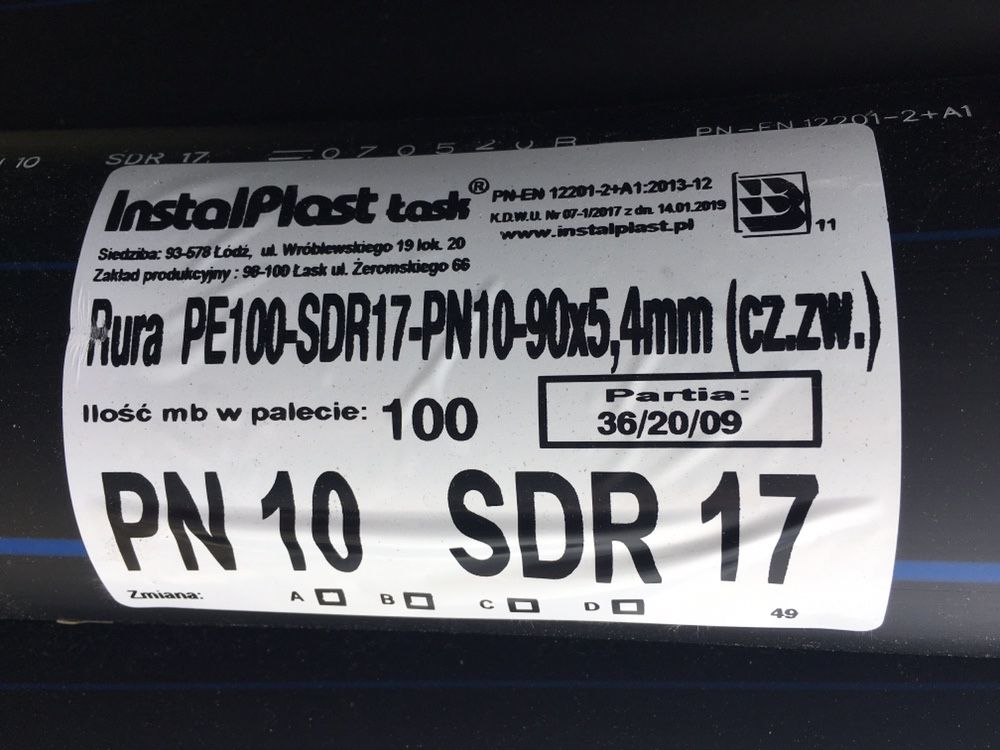 10 SDR 17 070520B PN-EN 12201-2+A1
InstalPlast Łask® PN-EN 12201-2+A1:2013-12
K.D.W.U. Nr 07-1/2017 z dn. 14.01.2019
www.instalplast.pl
B 11
Siedziba: 93-578 Łódź, ul. Wróblewskiego 19 lok. 20
Zakład produkcyjny : 98-100 Łask ul. Żeromskiego 66
Rura PE100-SDR17-PN10-90x5,4mm (cz.zw.)
Ilość mb w palecie: 100
Partia:
36/20/09
PN 10 SDR 17
Zmiana: A B C D 49